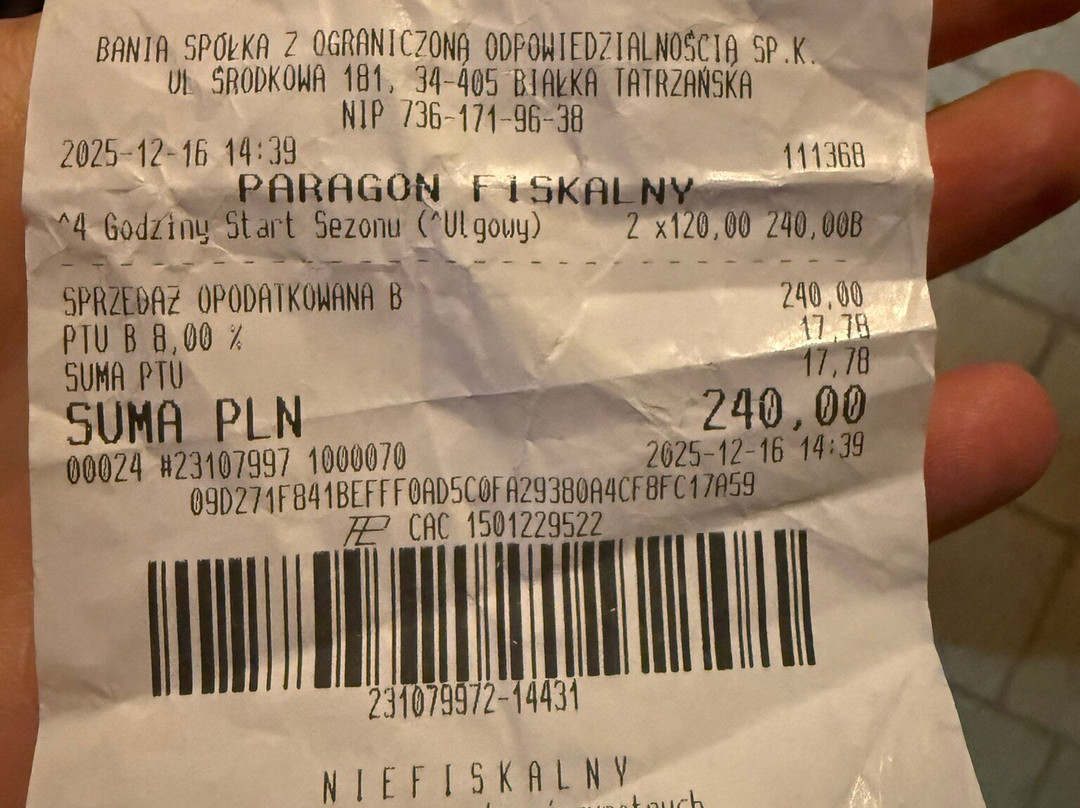 BANIA SPÓŁKA Z OGRANICZONĄ ODPOWIEDZIALNOŚCIĄ SP.K.
UL ŚRODKOWA 181, 34-405 BIAŁKA TATRZAŃSKA
NIP 736-171-96-38
2025-12-16 14:39 111368
PARAGON FISKALNY
^4 Godziny Start Sezonu (^Ulgowy) 2 x120,00 240,00B
SPRZEDAŻ OPODATKOWANA B 240,00
PTU B 8,00 % 17,78
SUMA PTU 17,78
SUMA PLN 240,00
00024 #23107997 1000070 2025-12-16 14:39
09D271F841BEFFF0AD5C0FA29380A4CF8FC17A59
CAC 1501229522
231079972-14431
NIEFISKALNY